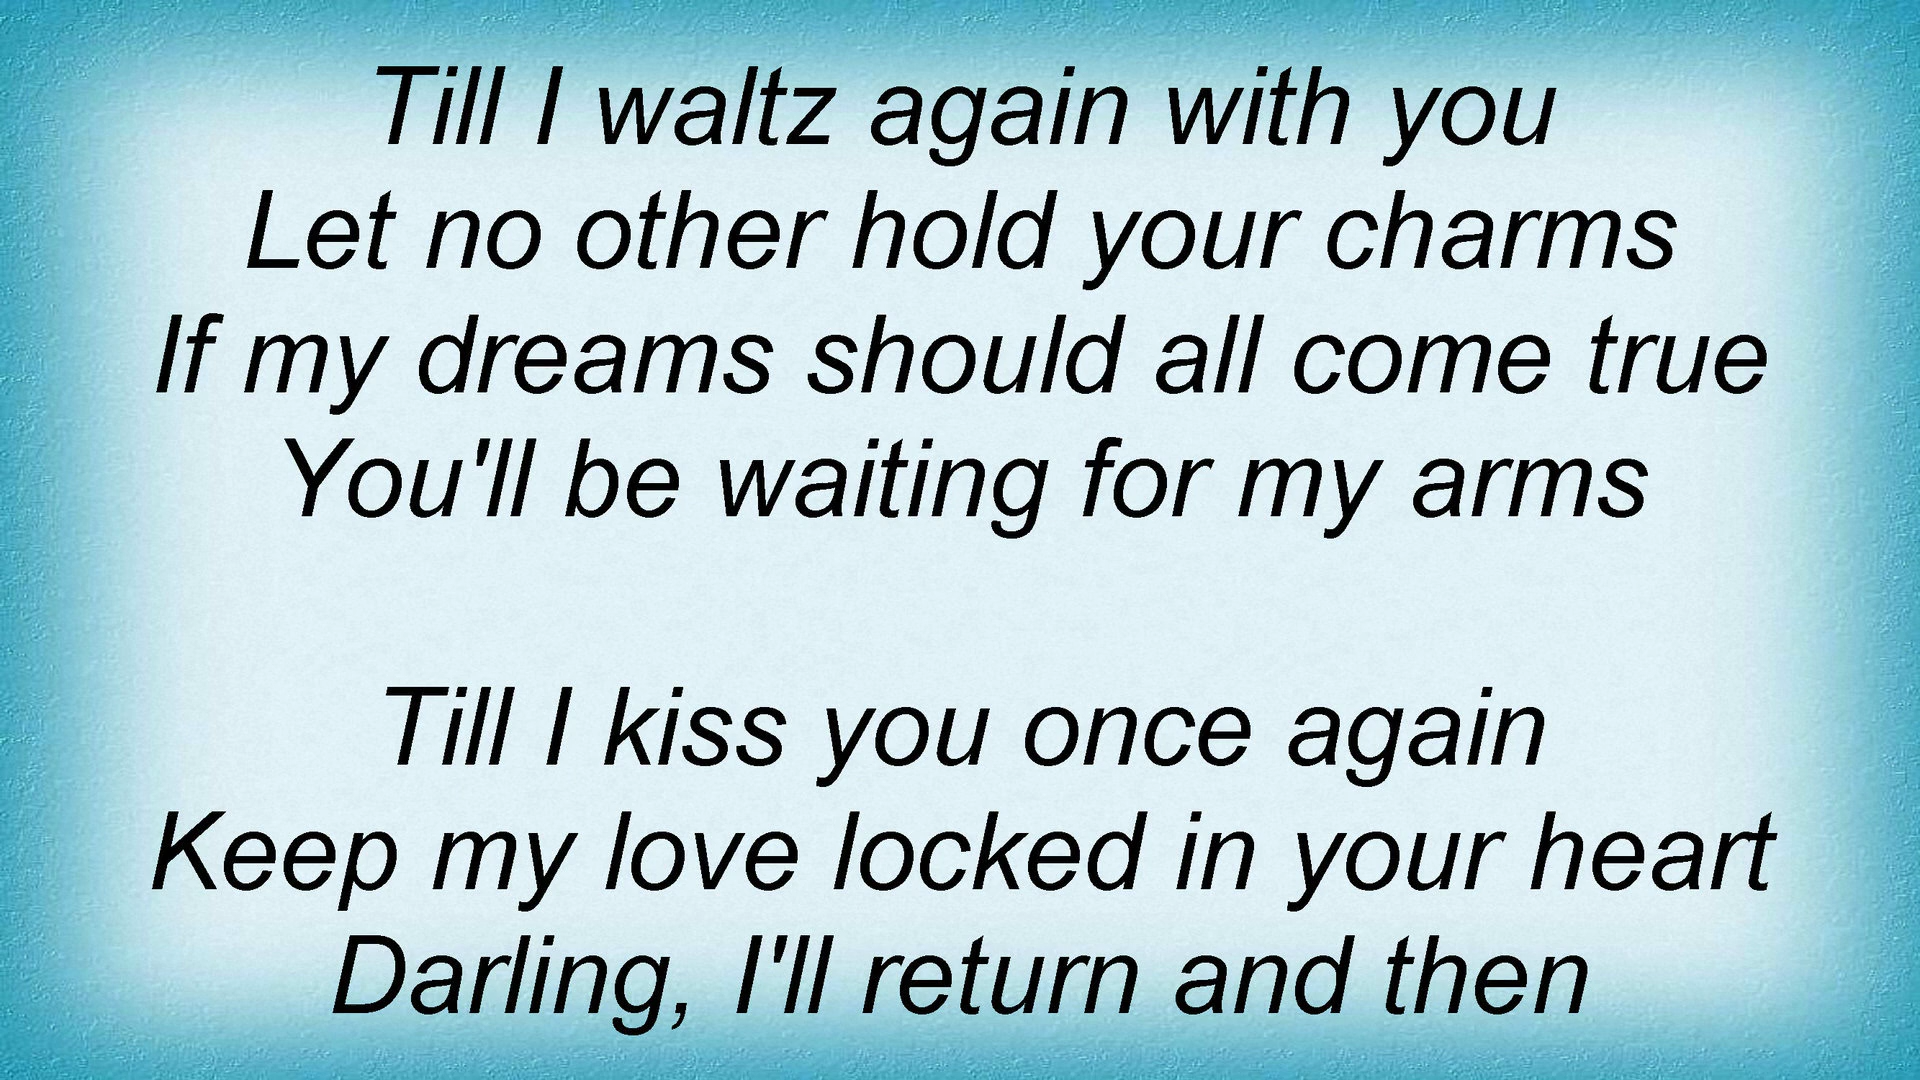 Till I waltz again with you
Let no other hold your charms
If my dreams should all come true
You'll be waiting for my arms
Till I kiss you once again
Keep my love locked in your heart
Darling, I'll return and then